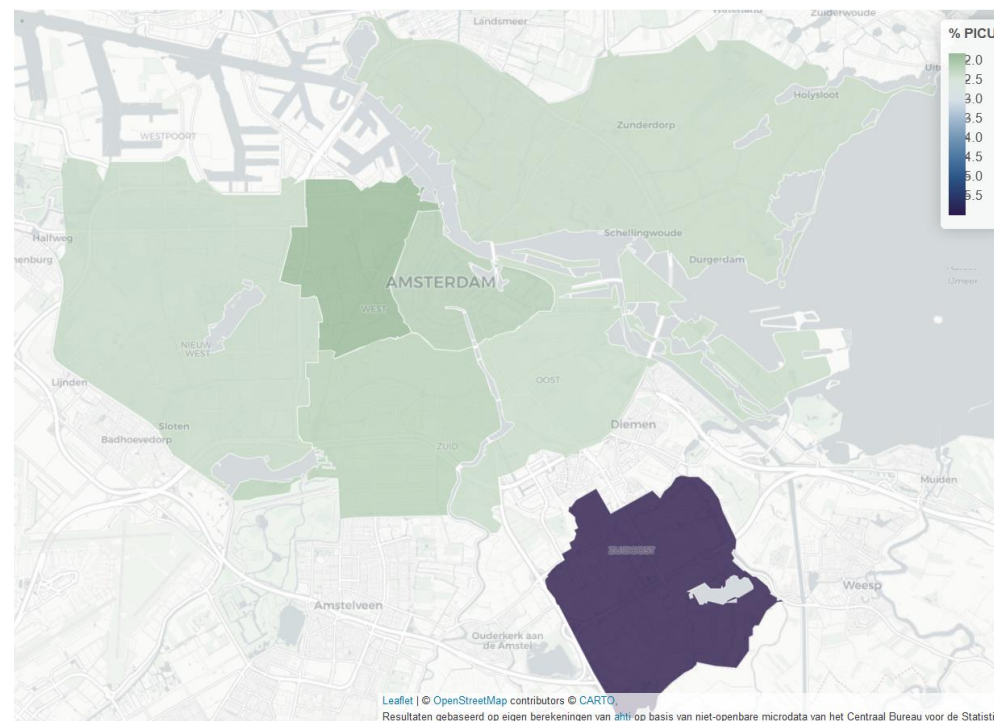 Landsmeer
Zuiderwoude
% PICU
2.0
2.5
3.0
3.5
4.0
4.5
5.0
5.5
Holysloot
Zunderdorp
WESTPOORT
Halfweg
Schellingwoude
Durgerdam
AMSTERDAM
WEST
NIEUW
WEST
OOST
Lijnden
Sloten
Badhoevedorp
ZUID
Diemen
Muiden
ZUIDOOST
Weesp
Amstelveen
Ouderkerk aan
de Amstel
IJmeer
Leaflet | © OpenStreetMap contributors © CARTO,
Resultaten gebaseerd op eigen berekeningen van ahti op basis van niet-openbare microdata van het Centraal Bureau voor de Statisti